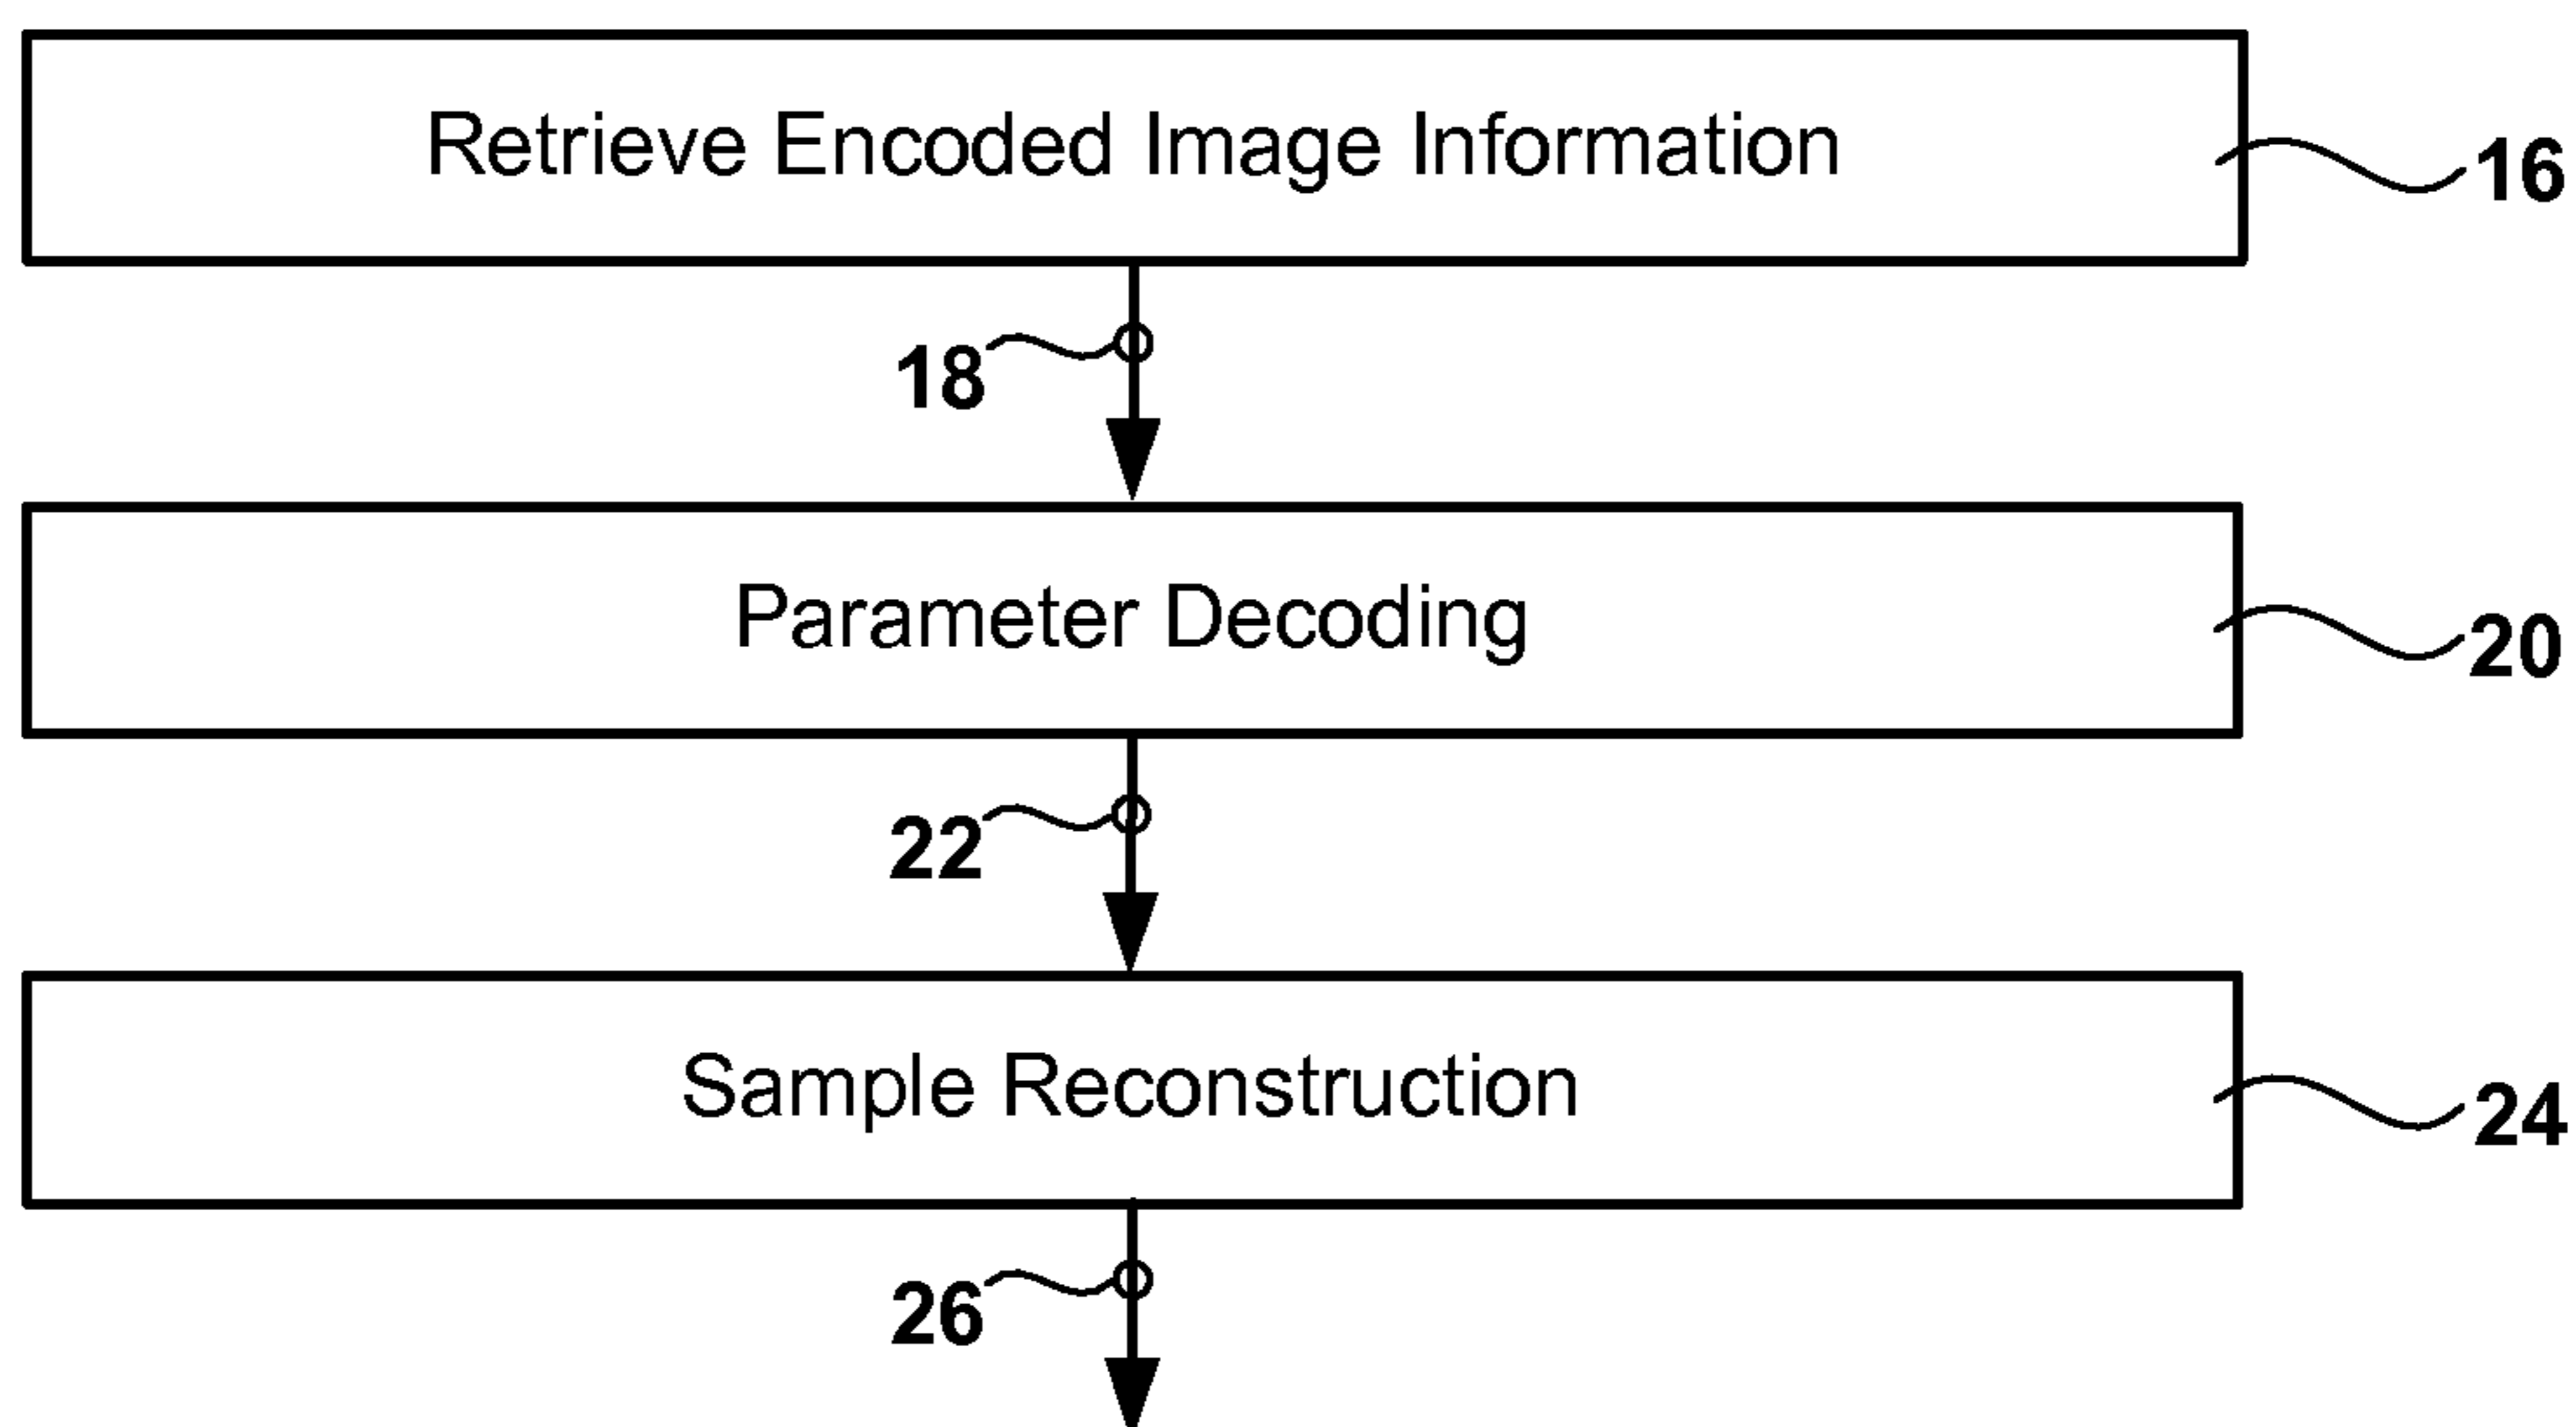 Retrieve Encoded Image Information
16
18
Parameter Decoding
20
22
Sample Reconstruction
24
26